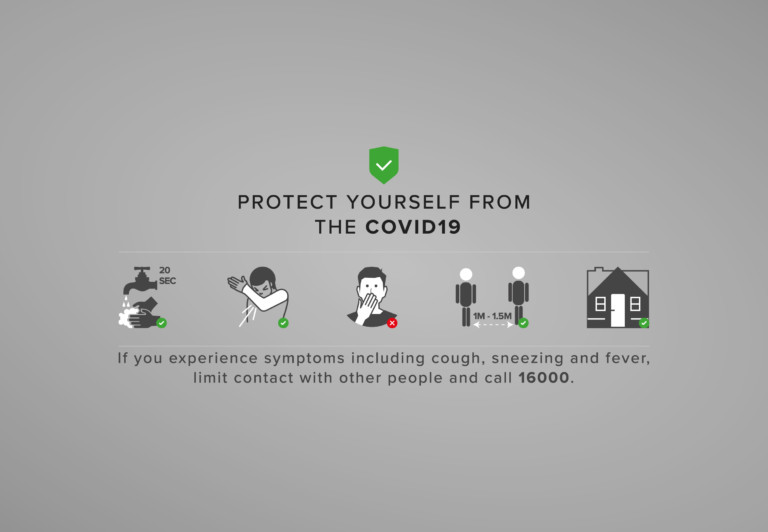 PROTECT YOURSELF FROM
THE COVID19
20
SEC
1M - 1.5M
If you experience symptoms including cough, sneezing and fever,
limit contact with other people and call 16000.